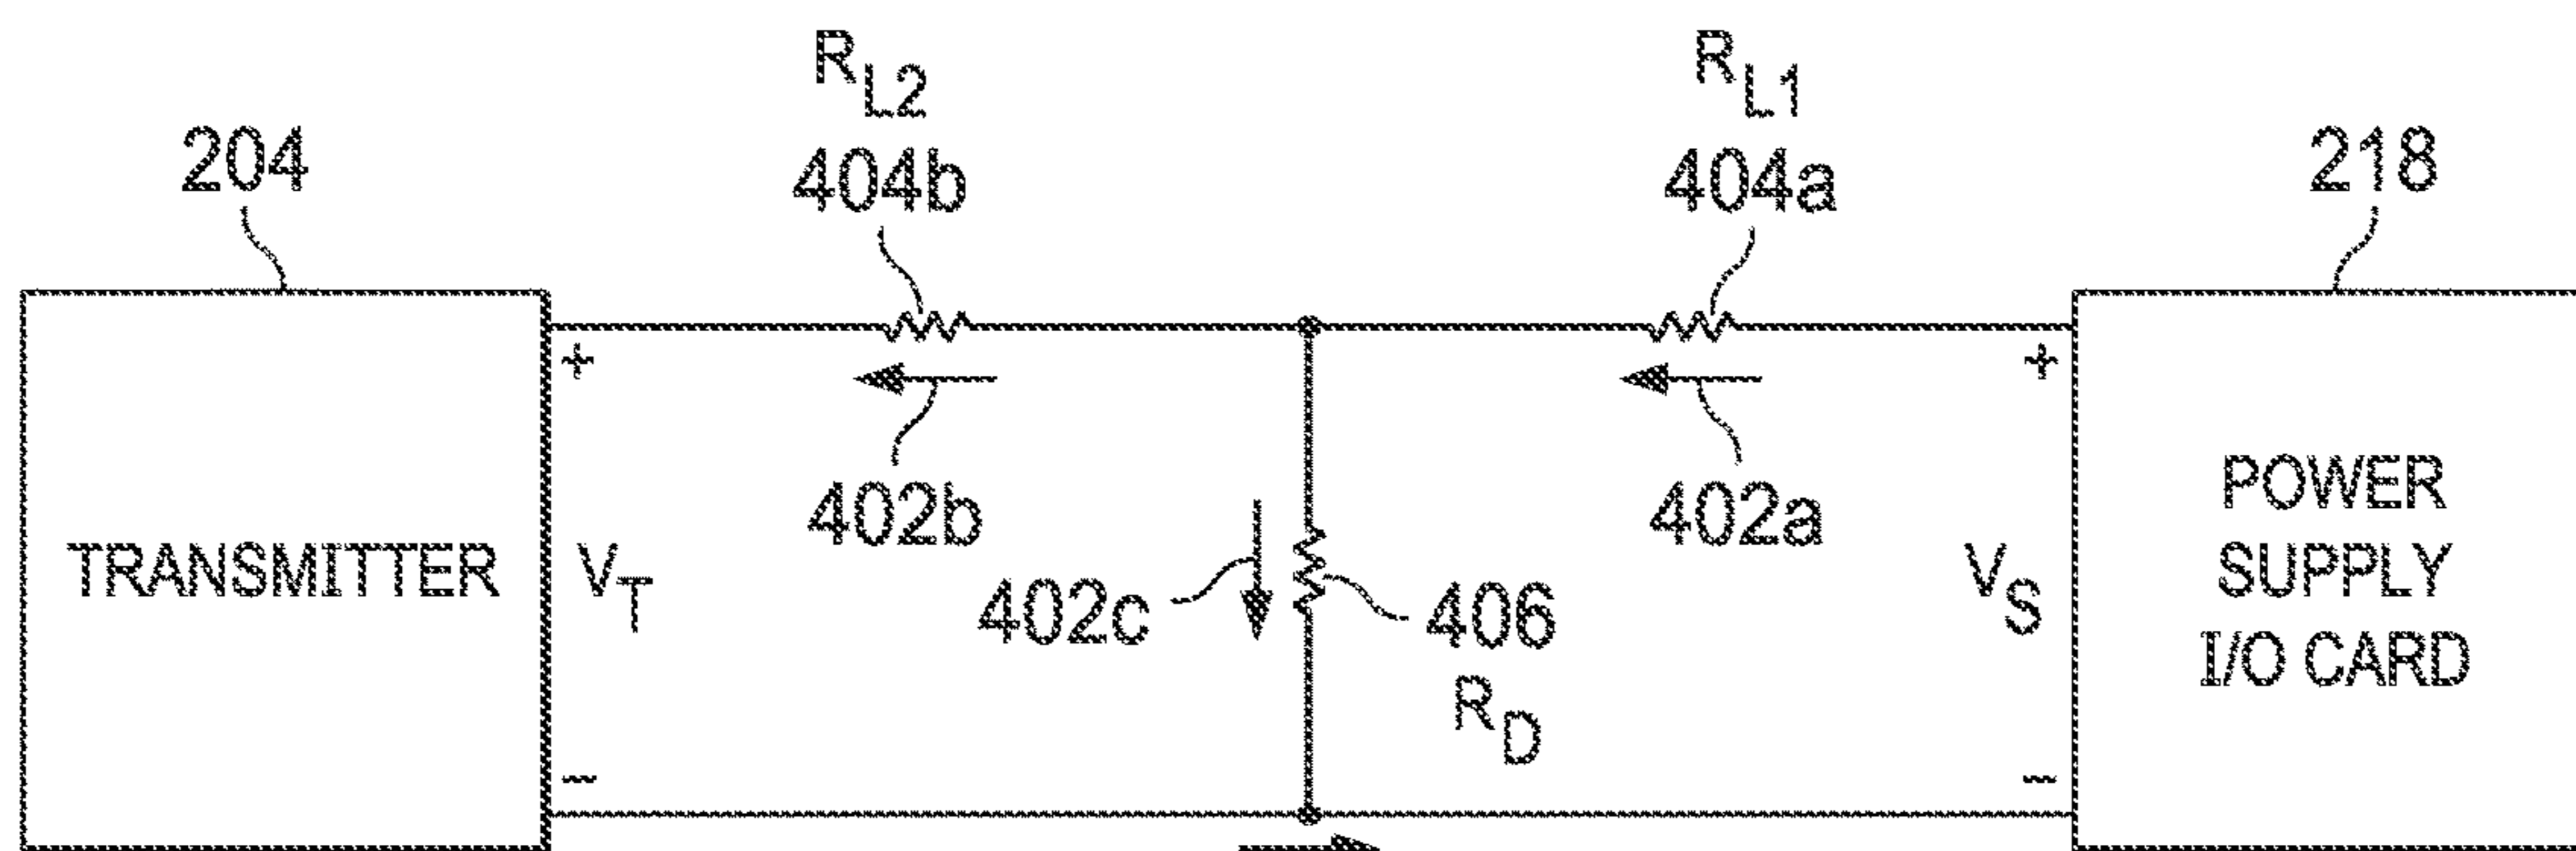 R_L2
404b
R_L1
404a
204
218
+
+
402b
402a
TRANSMITTER
V_T
402c
406
R_D
V_S
POWER
SUPPLY
I/O CARD
−
−